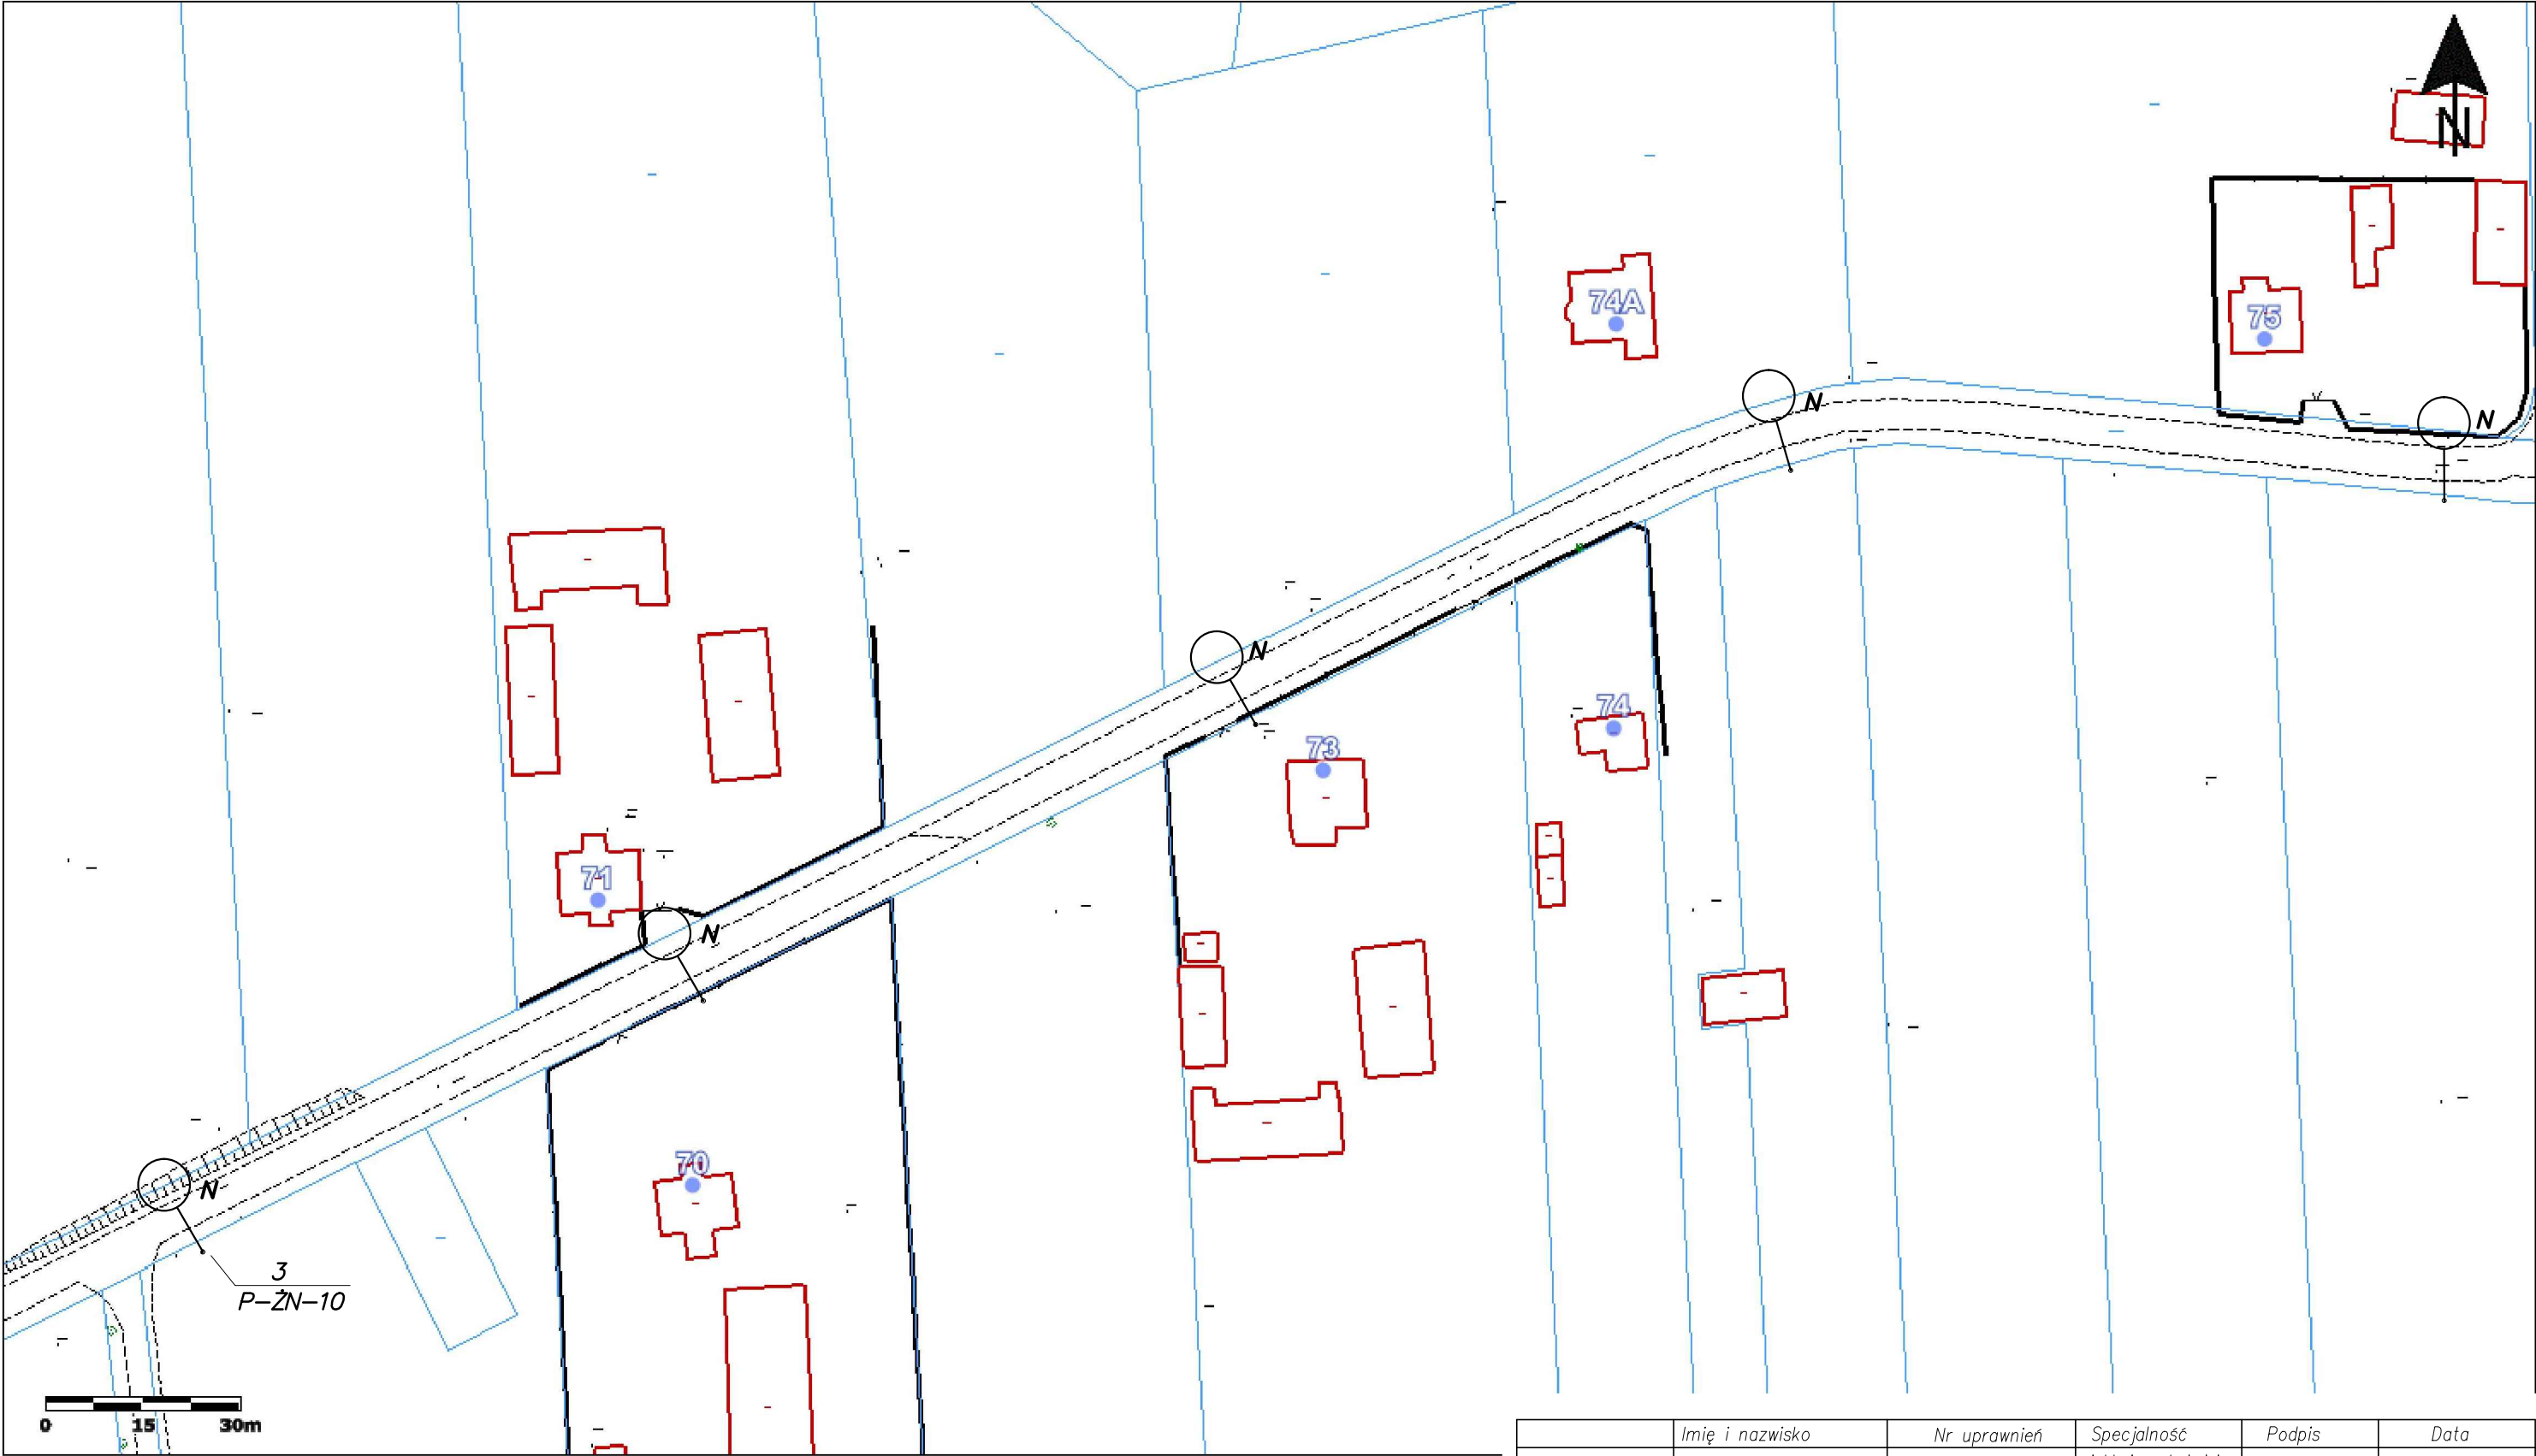 N
74A
75
N
N
N
74
73
71
N
70
N
3
P-ŻN-10
0 15 30m
Imię i nazwisko Nr uprawnień Specjalność Podpis Data